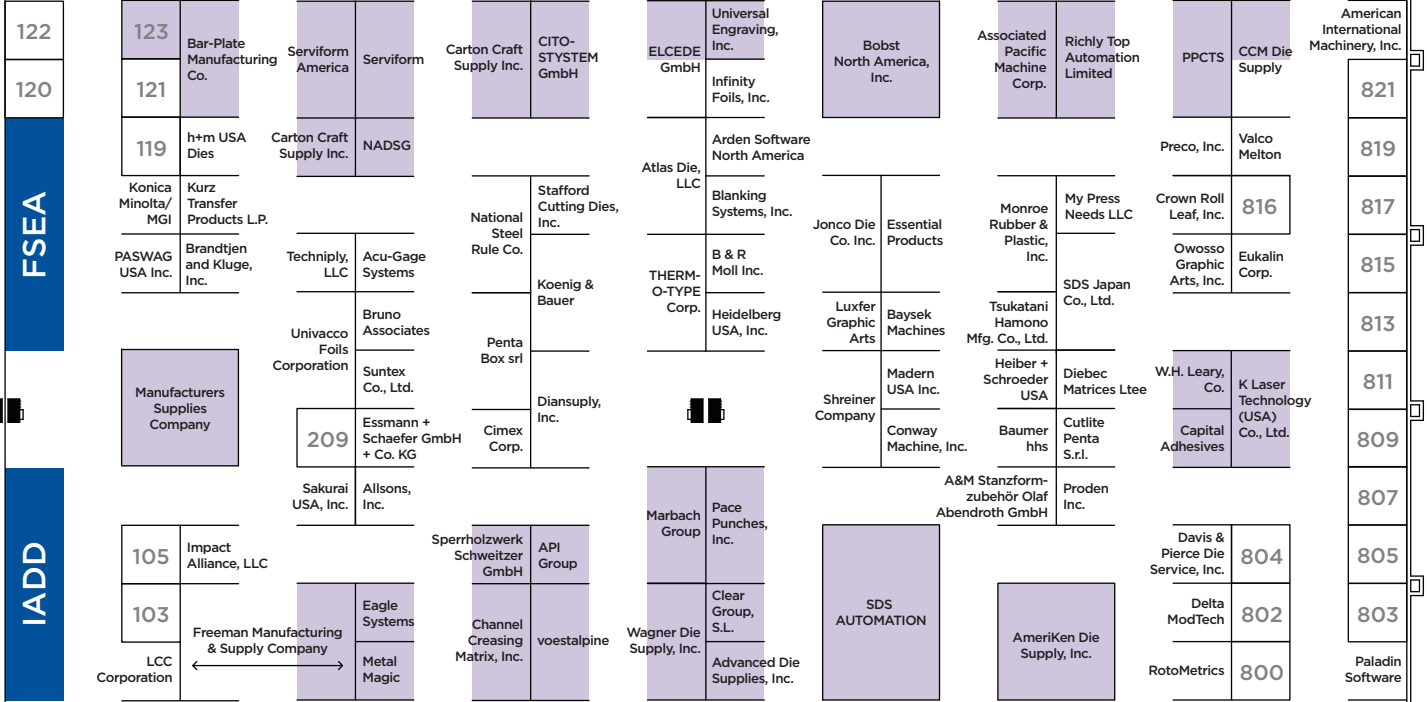 122
120
FSEA
IADD
123
121
119
Bar-Plate
Manufacturing
Co.
h+m USA
Dies
Konica
Minolta/
MGI
Kurz
Transfer
Products L.P.
PASWAG
USA Inc.
Brandtjen
and Kluge,
Inc.
Manufacturers
Supplies
Company
105
Impact
Alliance, LLC
103
LCC
Corporation
Freeman Manufacturing
& Supply Company
Serviform
America
Serviform
Carton Craft
Supply Inc.
NADSG
Techniply,
LLC
Acu-Gage
Systems
Univacco
Foils
Corporation
Bruno
Associates
Suntex
Co., Ltd.
209
Essmann +
Schaefer GmbH
+ Co. KG
Sakurai
USA, Inc.
Allsons,
Inc.
Eagle
Systems
Metal
Magic
Carton Craft
Supply Inc.
CITO-
STYSTEM
GmbH
National
Steel
Rule Co.
Stafford
Cutting Dies,
Inc.
Koenig &
Bauer
Penta
Box srl
Diansuply,
Inc.
Cimex
Corp.
Sperrholzwerk
Schweitzer
GmbH
API
Group
Channel
Creasing
Matrix, Inc.
voestalpine
ELCEDE
GmbH
Universal
Engraving,
Inc.
Infinity
Foils, Inc.
Atlas Die,
LLC
Arden Software
North America
Blanking
Systems, Inc.
THERM-
O-TYPE
Corp.
B & R
Moll Inc.
Heidelberg
USA, Inc.
Marbach
Group
Pace
Punches,
Inc.
Wagner Die
Supply, Inc.
Clear
Group,
S.L.
Advanced Die
Supplies, Inc.
Bobst
North America,
Inc.
Jonco Die
Co. Inc.
Essential
Products
Luxfer
Graphic
Arts
Baysek
Machines
Shreiner
Company
Madern
USA Inc.
Conway
Machine, Inc.
SDS
AUTOMATION
Associated
Pacific
Machine
Corp.
Richly Top
Automation
Limited
Monroe
Rubber &
Plastic,
Inc.
My Press
Needs LLC
SDS Japan
Co., Ltd.
Tsukatani
Hamono
Mfg. Co., Ltd.
Heiber +
Schroeder
USA
Diebec
Matrices Ltee
Baumer
hhs
Cutlite
Penta
S.r.l.
A&M Stanzform-
zubehör Olaf
Abendroth GmbH
Proden
Inc.
AmeriKen Die
Supply, Inc.
PPCTS
CCM Die
Supply
Preco, Inc.
Valco
Melton
Crown Roll
Leaf, Inc.
816
Owosso
Graphic
Arts, Inc.
Eukalin
Corp.
W.H. Leary,
Co.
K Laser
Technology
(USA)
Co., Ltd.
Capital
Adhesives
Davis &
Pierce Die
Service, Inc.
804
Delta
ModTech
802
RotoMetrics
800
American
International
Machinery, Inc.
821
819
817
815
813
811
809
807
805
803
Paladin
Software